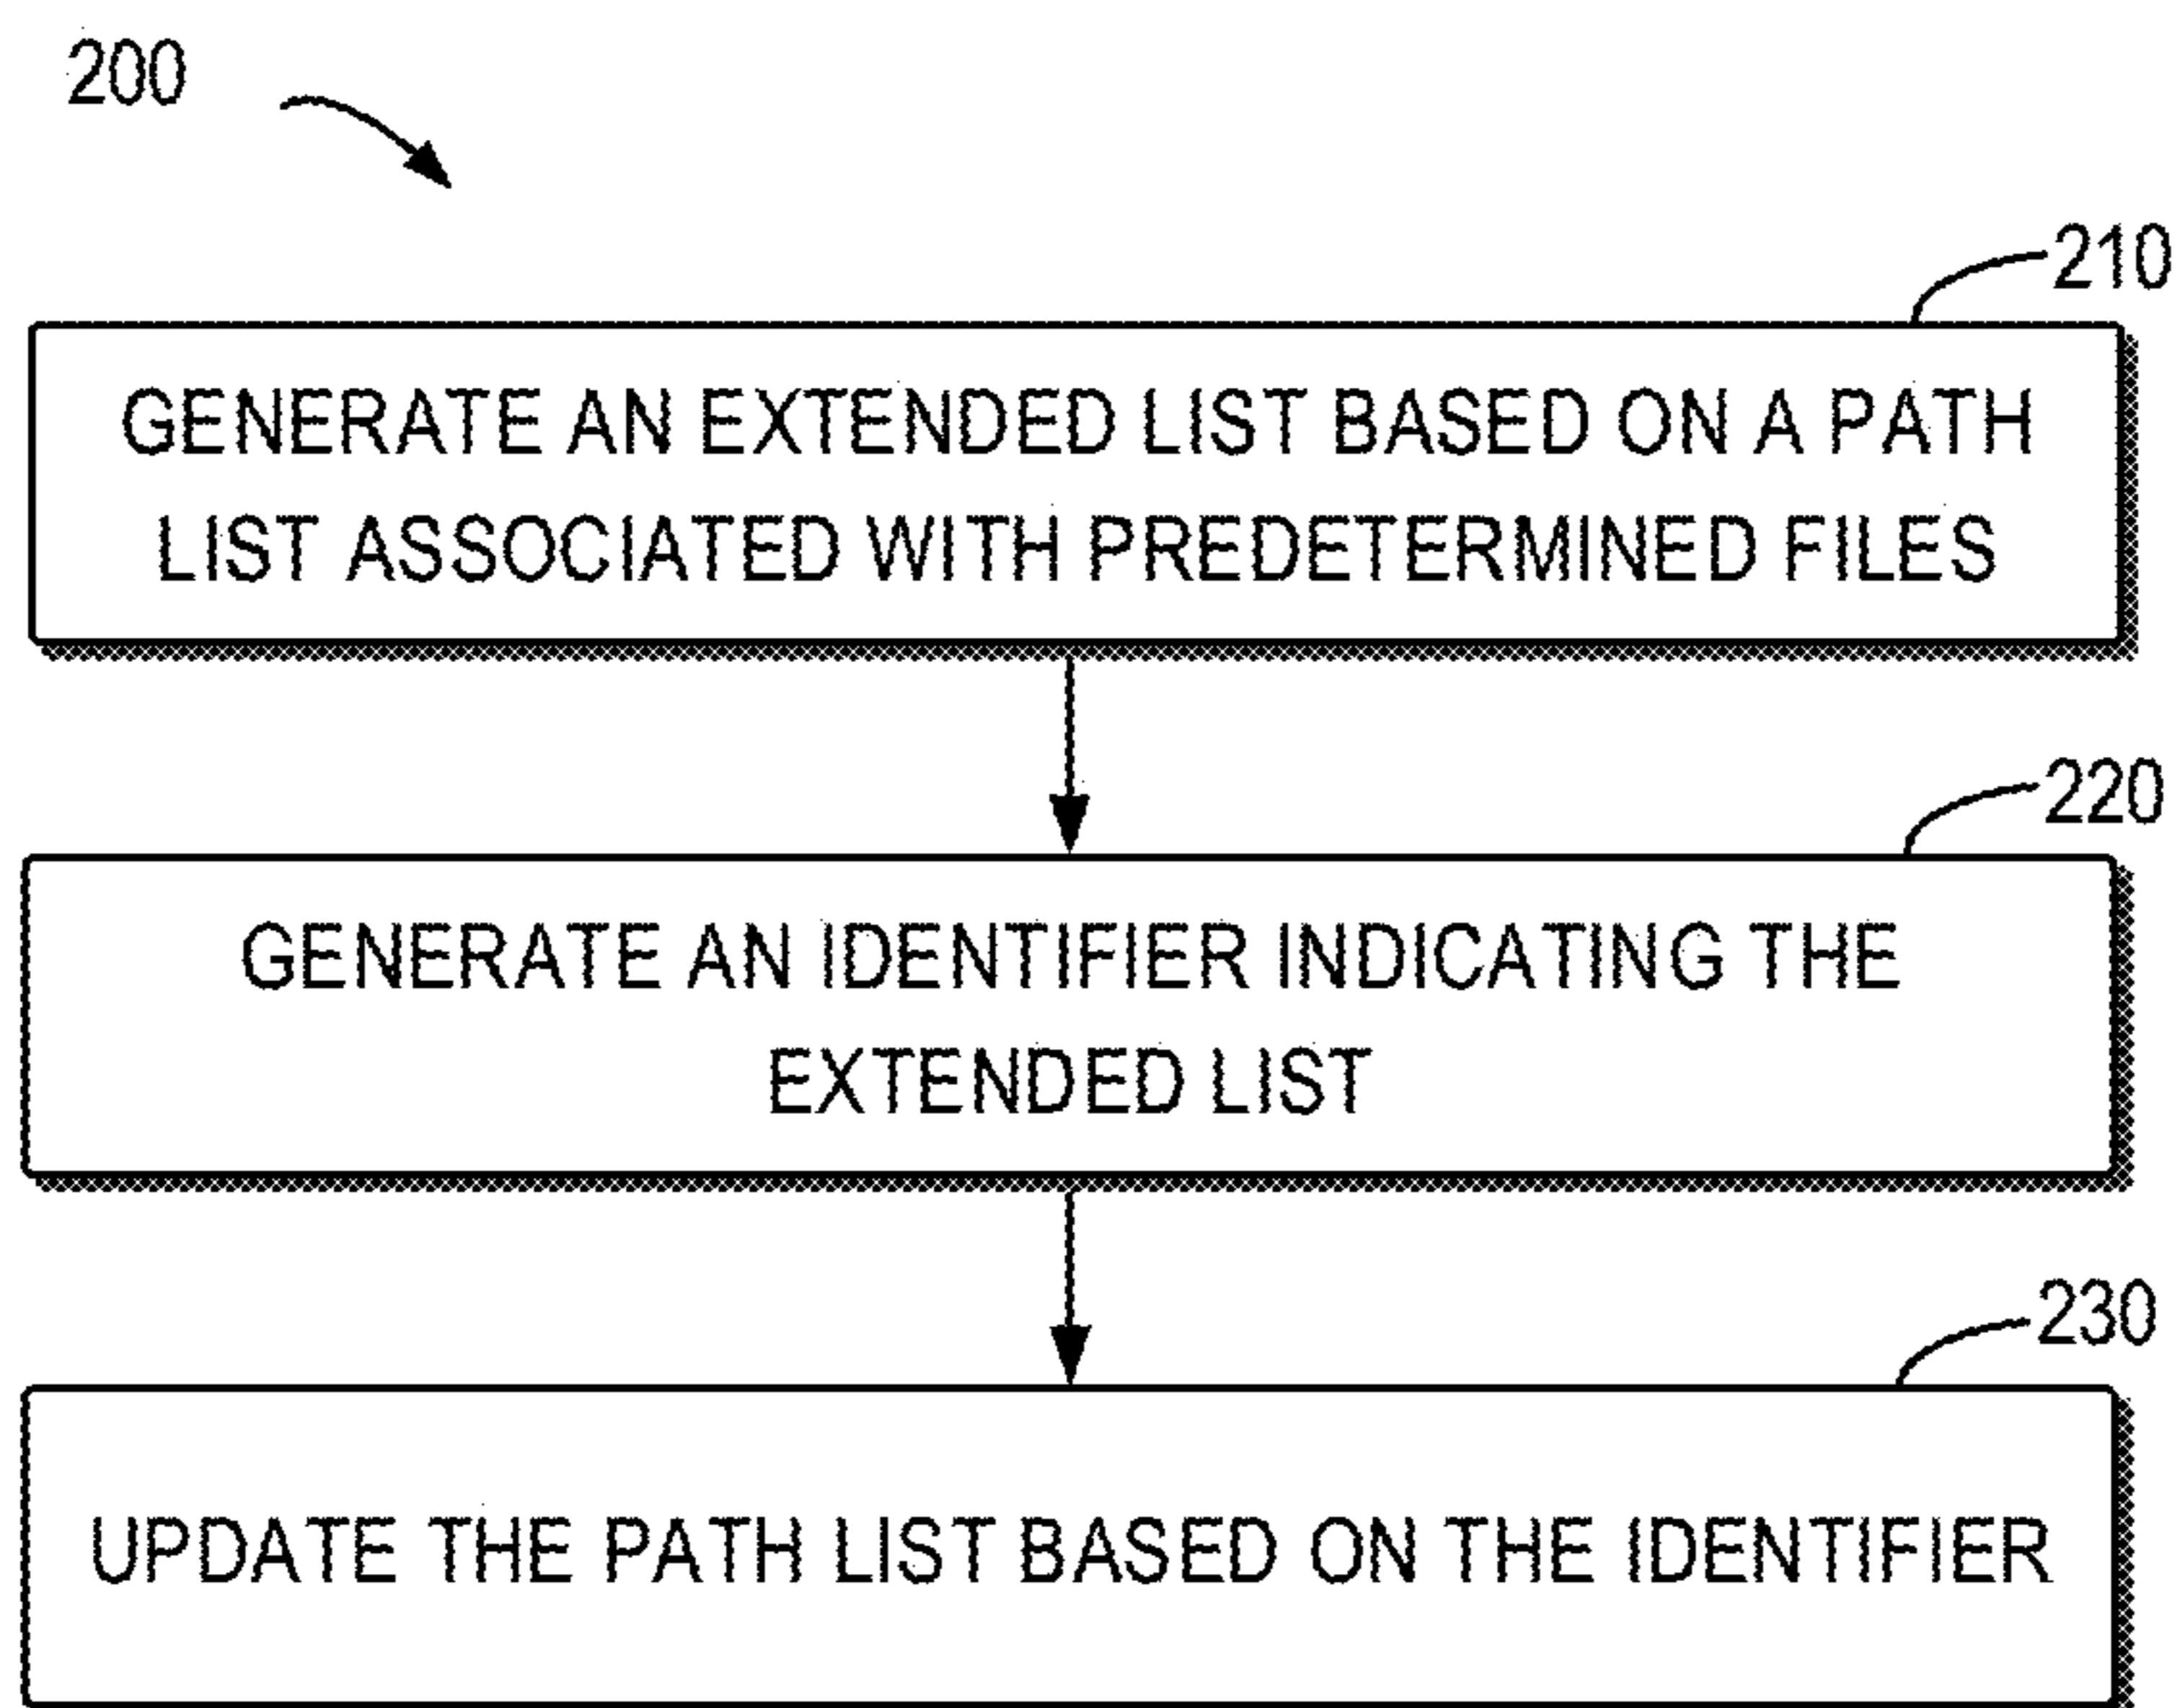 200
210
GENERATE AN EXTENDED LIST BASED ON A PATH
LIST ASSOCIATED WITH PREDETERMINED FILES
220
GENERATE AN IDENTIFIER INDICATING THE
EXTENDED LIST
230
UPDATE THE PATH LIST BASED ON THE IDENTIFIER